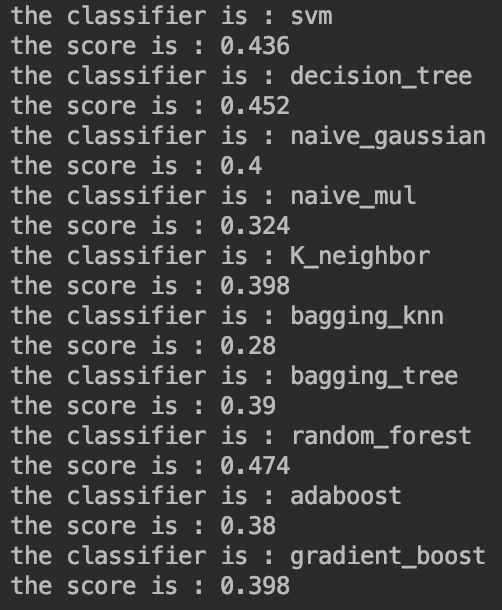 the classifier is : svm
the score is : 0.436
the classifier is : decision_tree
the score is : 0.452
the classifier is : naive_gaussian
the score is : 0.4
the classifier is : naive_mul
the score is : 0.324
the classifier is : K_neighbor
the score is : 0.398
the classifier is : bagging_knn
the score is : 0.28
the classifier is : bagging_tree
the score is : 0.39
the classifier is : random_forest
the score is : 0.474
the classifier is : adaboost
the score is : 0.38
the classifier is : gradient_boost
the score is : 0.398